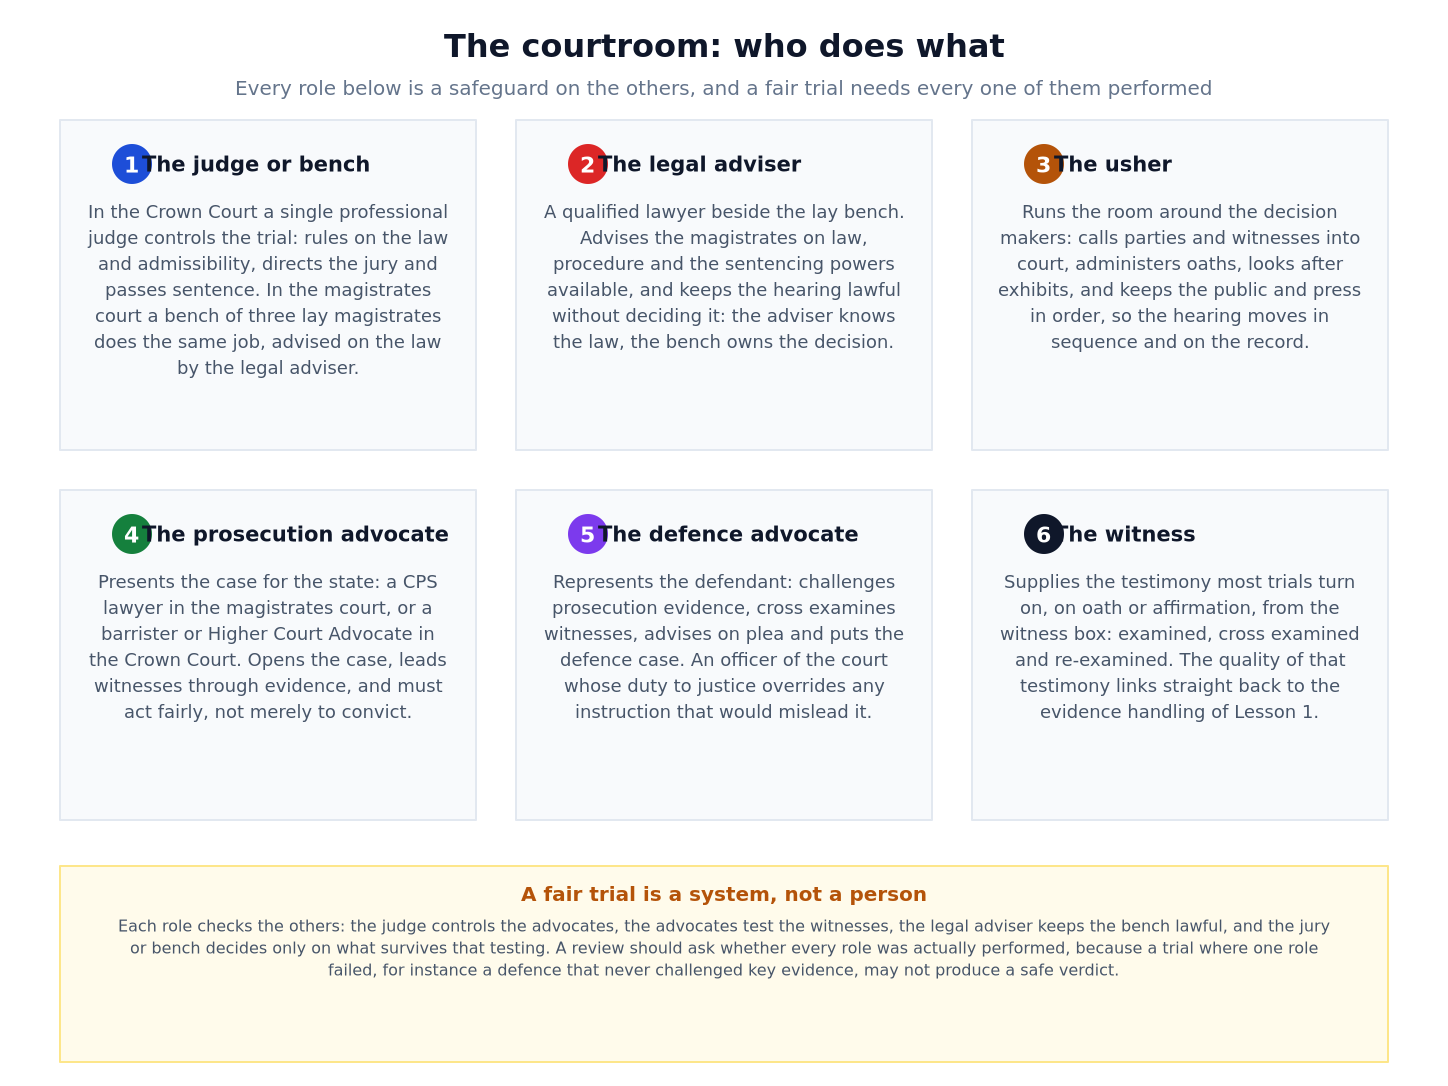 The courtroom: who does what
Every role below is a safeguard on the others, and a fair trial needs every one of them performed
1 The judge or bench
In the Crown Court a single professional
judge controls the trial: rules on the law
and admissibility, directs the jury and
passes sentence. In the magistrates
court a bench of three lay magistrates
does the same job, advised on the law
by the legal adviser.
2 The legal adviser
A qualified lawyer beside the lay bench.
Advises the magistrates on law,
procedure and the sentencing powers
available, and keeps the hearing lawful
without deciding it: the adviser knows
the law, the bench owns the decision.
3 The usher
Runs the room around the decision
makers: calls parties and witnesses into
court, administers oaths, looks after
exhibits, and keeps the public and press
in order, so the hearing moves in
sequence and on the record.
4 The prosecution advocate
Presents the case for the state: a CPS
lawyer in the magistrates court, or a
barrister or Higher Court Advocate in
the Crown Court. Opens the case, leads
witnesses through evidence, and must
act fairly, not merely to convict.
5 The defence advocate
Represents the defendant: challenges
prosecution evidence, cross examines
witnesses, advises on plea and puts the
defence case. An officer of the court
whose duty to justice overrides any
instruction that would mislead it.
6 The witness
Supplies the testimony most trials turn
on, on oath or affirmation, from the
witness box: examined, cross examined
and re-examined. The quality of that
testimony links straight back to the
evidence handling of Lesson 1.
A fair trial is a system, not a person
Each role checks the others: the judge controls the advocates, the advocates test the witnesses, the legal adviser keeps the bench lawful, and the jury
or bench decides only on what survives that testing. A review should ask whether every role was actually performed, because a trial where one role
failed, for instance a defence that never challenged key evidence, may not produce a safe verdict.